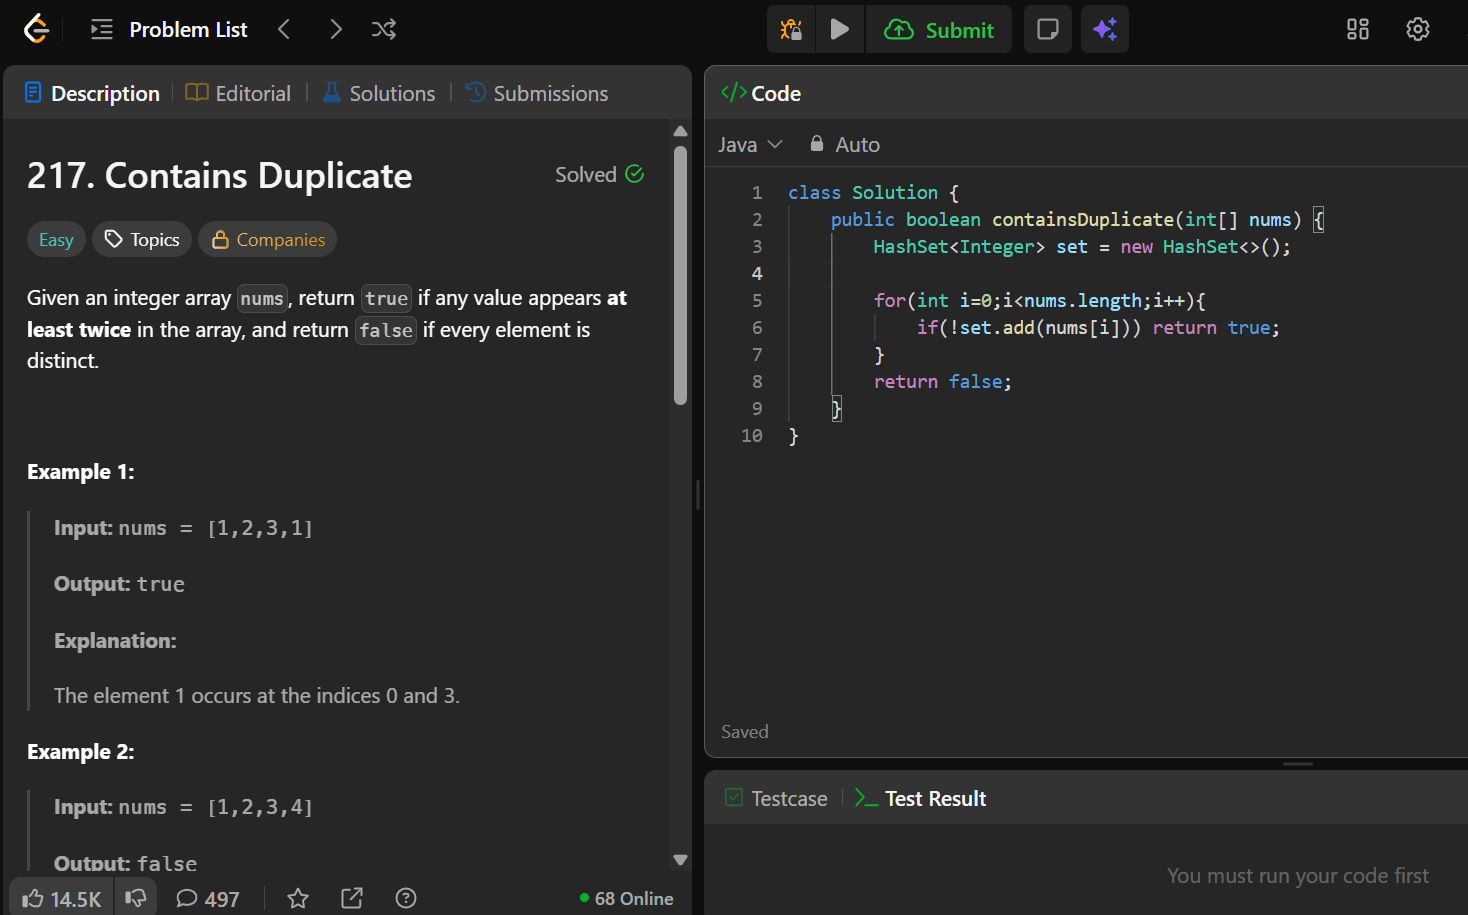 Problem List
Submit
Description
Editorial
Solutions
Submissions
217. Contains Duplicate
Solved
Easy
Topics
Companies
Given an integer array nums, return true if any value appears at
least twice in the array, and return false if every element is
distinct.
Example 1:
Input: nums = [1,2,3,1]
Output: true
Explanation:
The element 1 occurs at the indices 0 and 3.
Example 2:
Input: nums = [1,2,3,4]
Output: false
14.5K
497
68 Online
</> Code
Java
Auto
1 class Solution {
2     public boolean containsDuplicate(int[] nums) {
3         HashSet<Integer> set = new HashSet<>();
4
5         for(int i=0;i<nums.length;i++){
6             if(!set.add(nums[i])) return true;
7         }
8         return false;
9     }
10 }
Saved
Testcase
>_ Test Result
You must run your code first